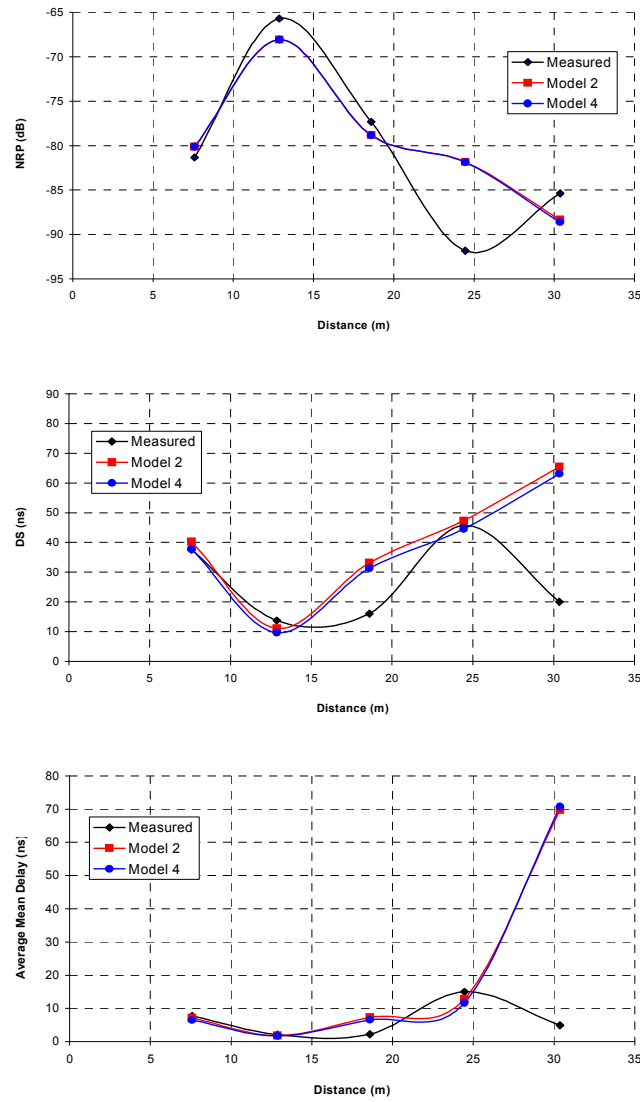 -65
-70
-75
-80
-85
-90
-95
NRP (dB)
Measured
Model 2
Model 4
0 5 10 15 20 25 30 35
Distance (m)
90
80
70
60
50
40
30
20
10
0
DS (ns)
Measured
Model 2
Model 4
0 5 10 15 20 25 30 35
Distance (m)
80
70
60
50
40
30
20
10
0
Average Mean Delay (ns)
Measured
Model 2
Model 4
0 5 10 15 20 25 30 35
Distance (m)